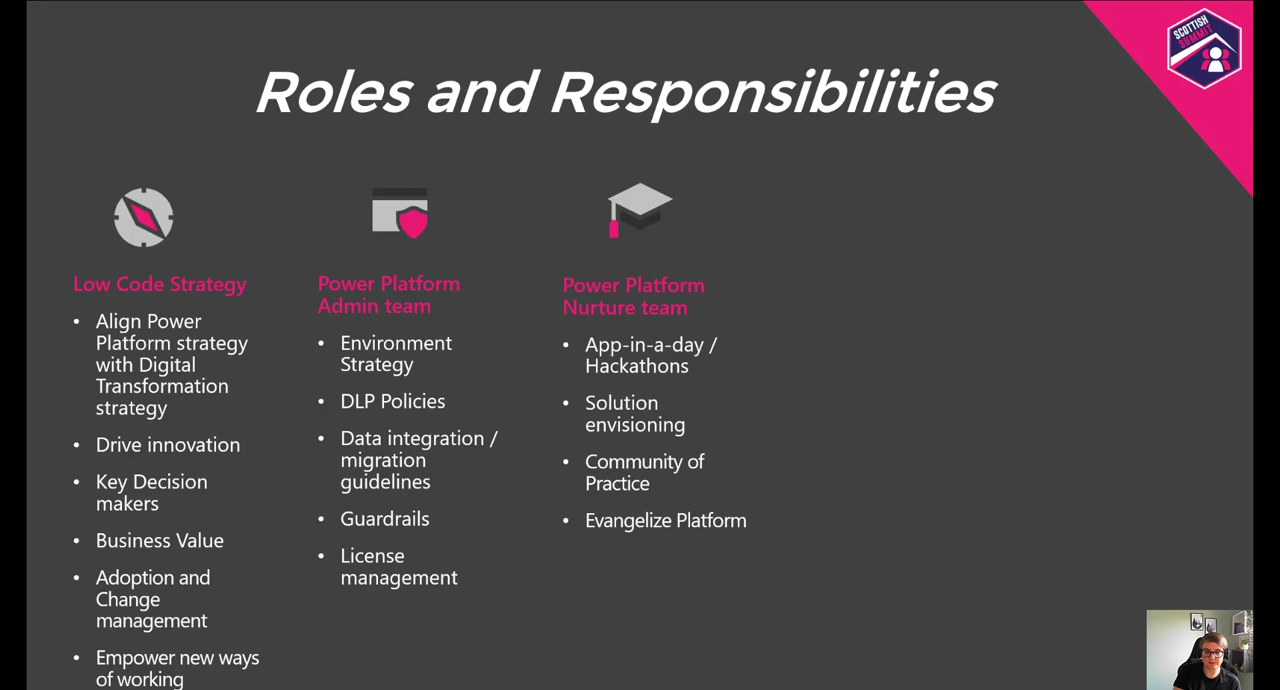 SCOTTISH
SUMMIT
Roles and Responsibilities
Low Code Strategy
• Align Power
Platform strategy
with Digital
Transformation
strategy
• Drive innovation
• Key Decision
makers
• Business Value
• Adoption and
Change
management
• Empower new ways
of working
Power Platform
Admin team
• Environment
Strategy
• DLP Policies
• Data integration /
migration
guidelines
• Guardrails
• License
management
Power Platform
Nurture team
• App-in-a-day /
Hackathons
• Solution
envisioning
• Community of
Practice
• Evangelize Platform